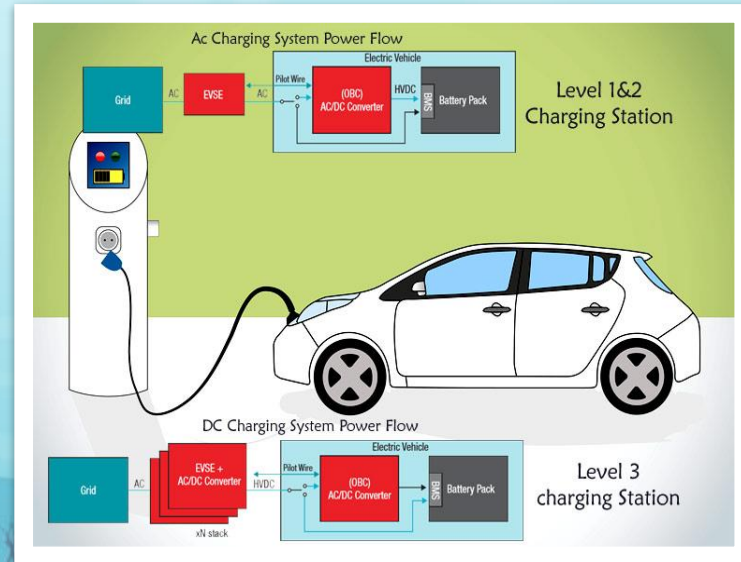 Ac Charging System Power Flow
Electric Vehicle
Grid
AC
EVSE
AC
Pilot Wire
(OBC)
AC/DC Converter
HVDC
BMS
Battery Pack
Level 1&2
Charging Station
DC Charging System Power Flow
Electric Vehicle
Grid
AC
EVSE +
AC/DC Converter
xN stack
HVDC
Pilot Wire
(OBC)
AC/DC Converter
BMS
Battery Pack
Level 3
charging Station